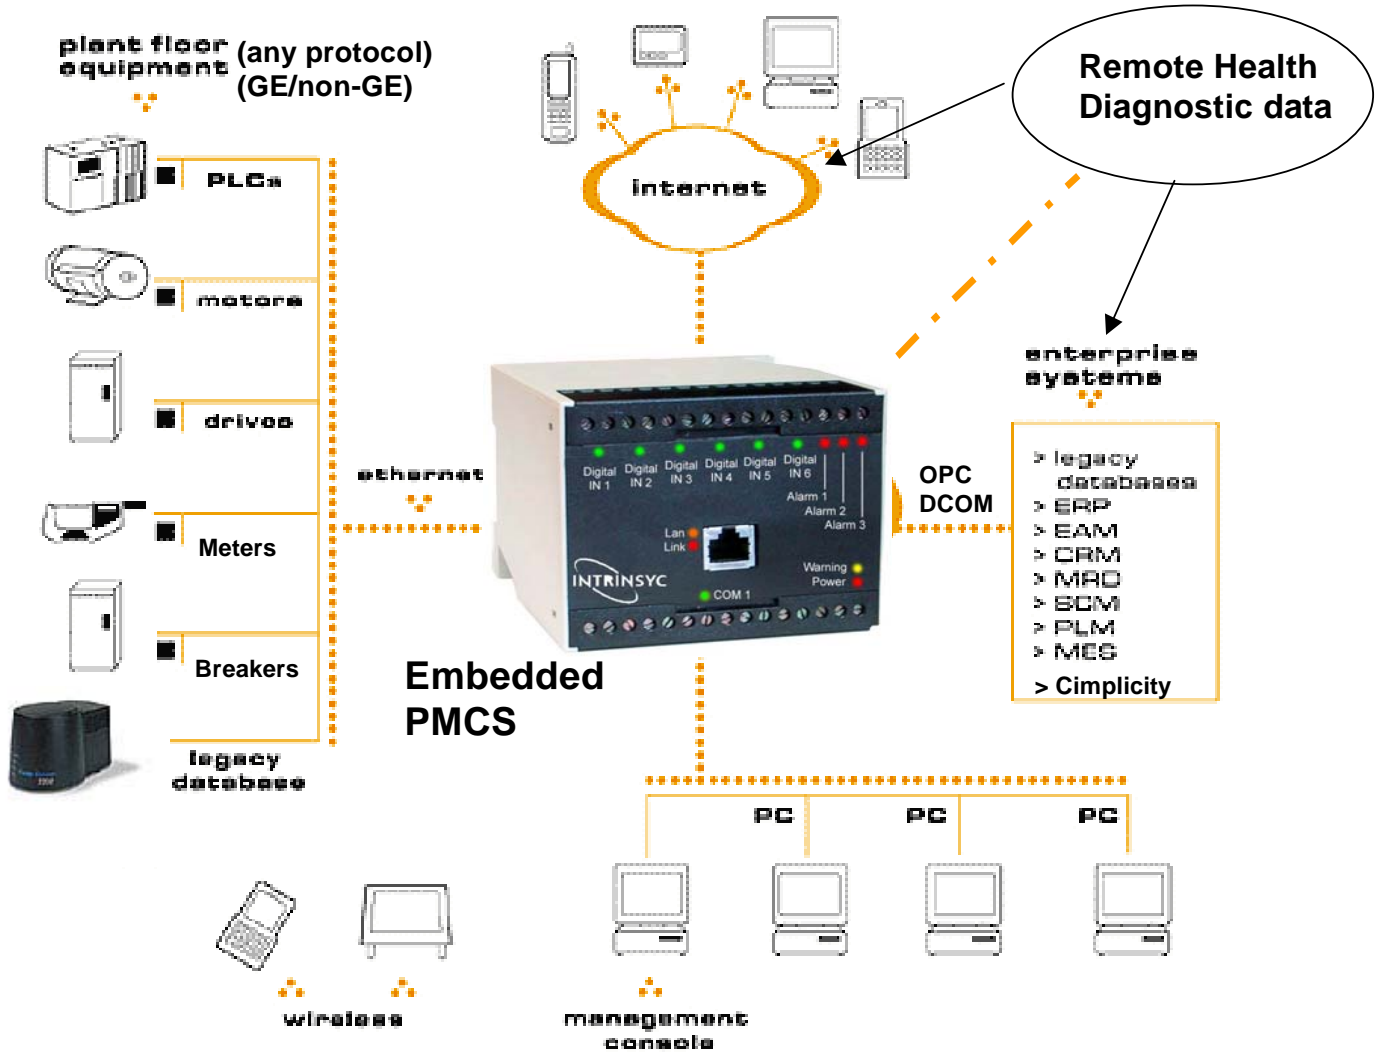 plant floor (any protocol)
equipment (GE/non-GE)
Remote Health
Diagnostic data
internet
PLCs
motors
drives
ethernet
Meters
Breakers
legacy
database
enterprise
systems
OPC
DCOM
> legacy
databases
> ERP
> EAM
> CRM
> MRO
> SCM
> PLM
> MES
> Cimplicity
Digital IN 1
Digital IN 2
Digital IN 3
Digital IN 4
Digital IN 5
Digital IN 6
Alarm 1
Alarm 2
Alarm 3
Lan
Link
INTRINSYC
Warning
Power
COM 1
Embedded
PMCS
PC PC PC
wireless
management
console